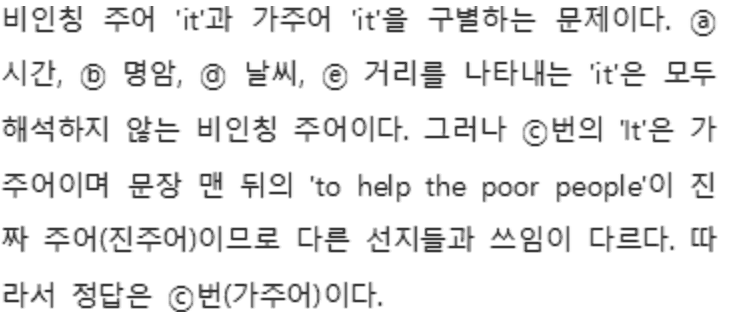 비인칭 주어 'it'과 가주어 'it'을 구별하는 문제이다. ⓐ
시간, ⓑ 명암, ⓓ 날씨, ⓔ 거리를 나타내는 'it'은 모두
해석하지 않는 비인칭 주어이다. 그러나 ⓒ번의 'It'은 가
주어이며 문장 맨 뒤의 'to help the poor people'이 진
짜 주어(진주어)이므로 다른 선지들과 쓰임이 다르다. 따
라서 정답은 ⓒ번(가주어)이다.